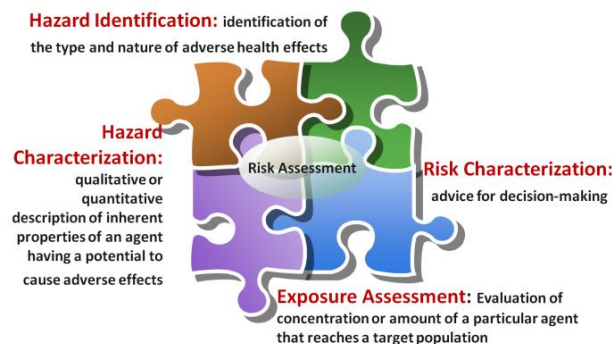 Hazard Identification: identification of
the type and nature of adverse health effects
Hazard
Characterization:
qualitative or
quantitative
description of inherent
properties of an agent
having a potential to
cause adverse effects
Risk Assessment
Risk Characterization:
advice for decision-making
Exposure Assessment: Evaluation of
concentration or amount of a particular agent
that reaches a target population